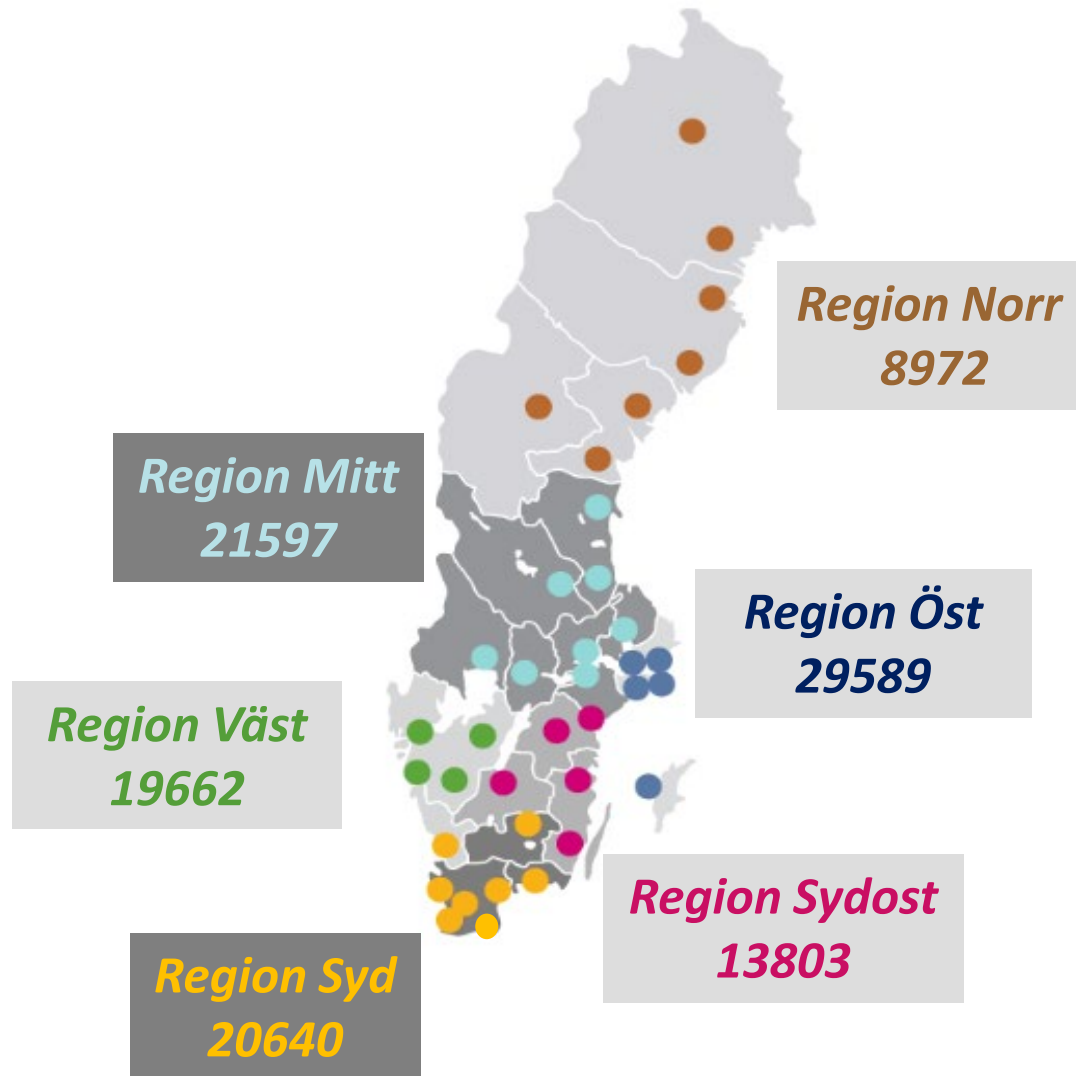 Region Norr
8972
Region Mitt
21597
Region Öst
29589
Region Väst
19662
Region Sydost
13803
Region Syd
20640